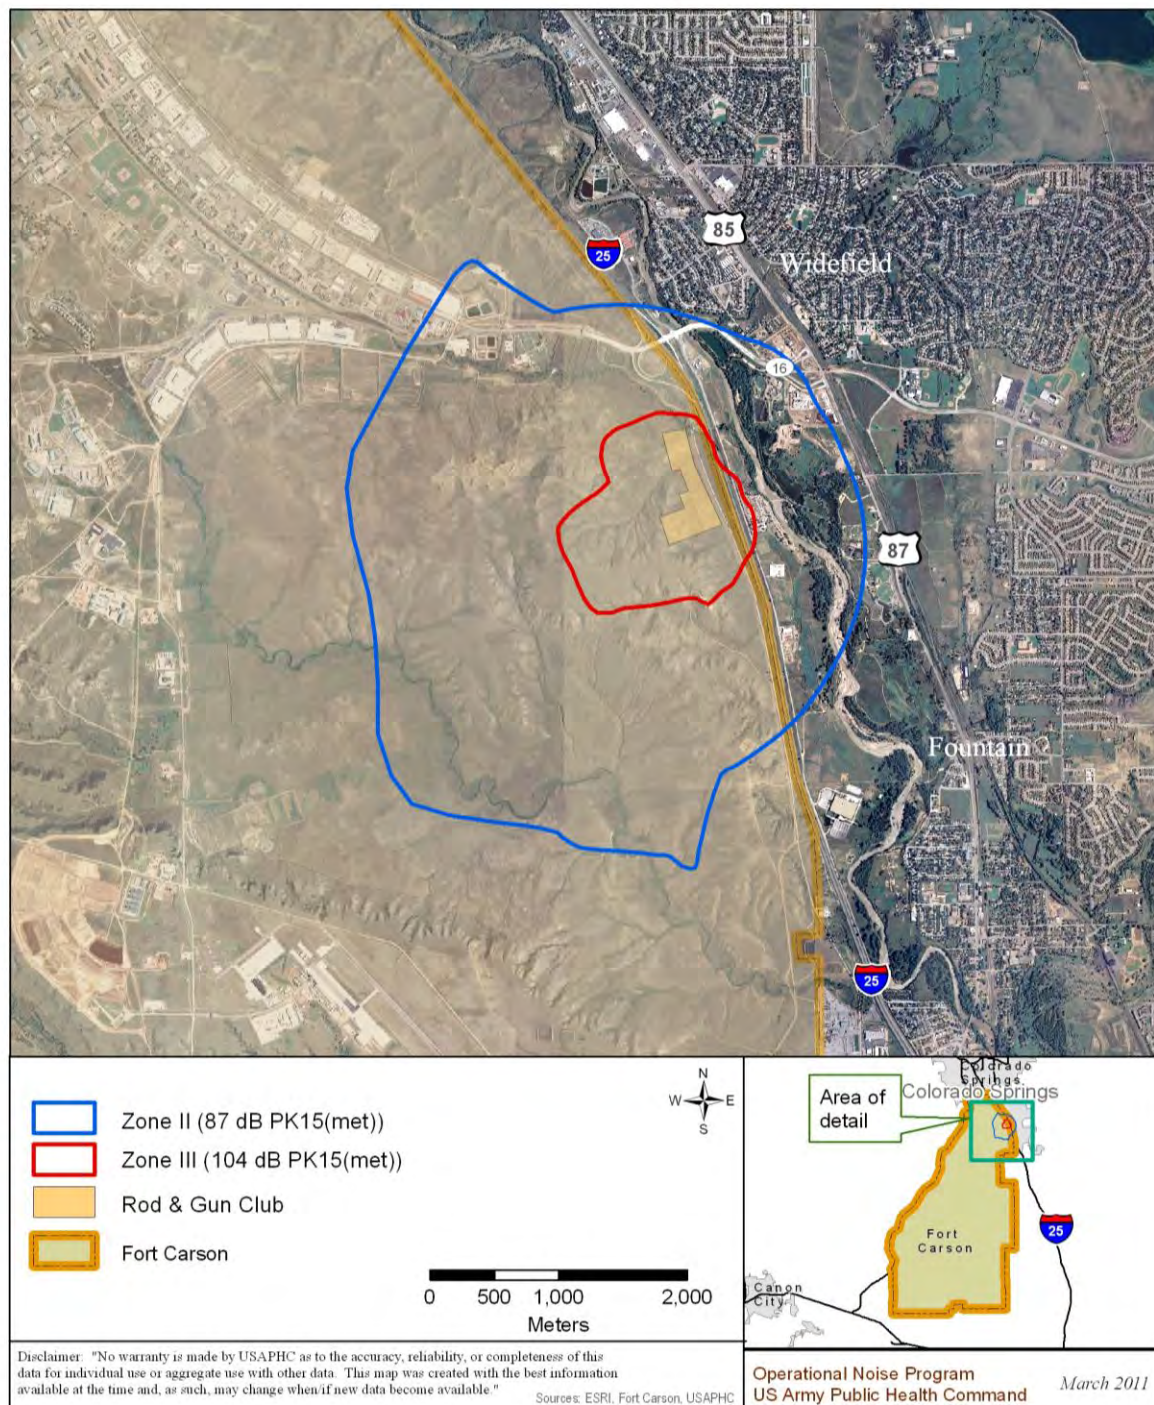 85
25
Widefield
16
87
Fountain
25
Zone II (87 dB PK15(met))
Zone III (104 dB PK15(met))
Rod & Gun Club
Fort Carson
N
W E
S
0 500 1,000 2,000
Meters
Disclaimer: "No warranty is made by USAPHC as to the accuracy, reliability, or completeness of this
data for individual use or aggregate use with other data. This map was created with the best information
available at the time and, as such, may change when/if new data become available."
Sources: ESRI, Fort Carson, USAPHC
Colorado
Springs
Colorado Springs
Area of
detail
25
Fort
Carson
Canon
City
Operational Noise Program
US Army Public Health Command
March 2011